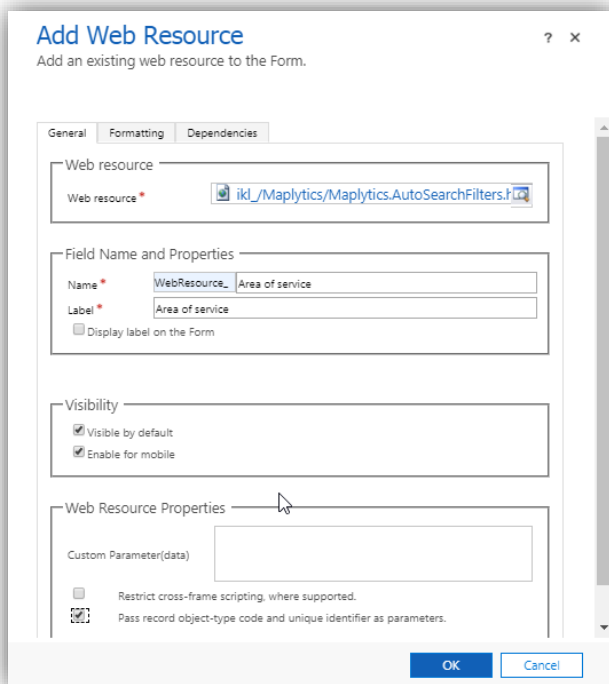 Add Web Resource
? ×
Add an existing web resource to the Form.
General Formatting Dependencies
Web resource
Web resource * ikl_/Maplytics/Maplytics.AutoSearchFilters.h
Field Name and Properties
Name * WebResource_ Area of service
Label * Area of service
Display label on the Form
Visibility
Visible by default
Enable for mobile
Web Resource Properties
Custom Parameter(data)
Restrict cross-frame scripting, where supported.
Pass record object-type code and unique identifier as parameters.
OK Cancel